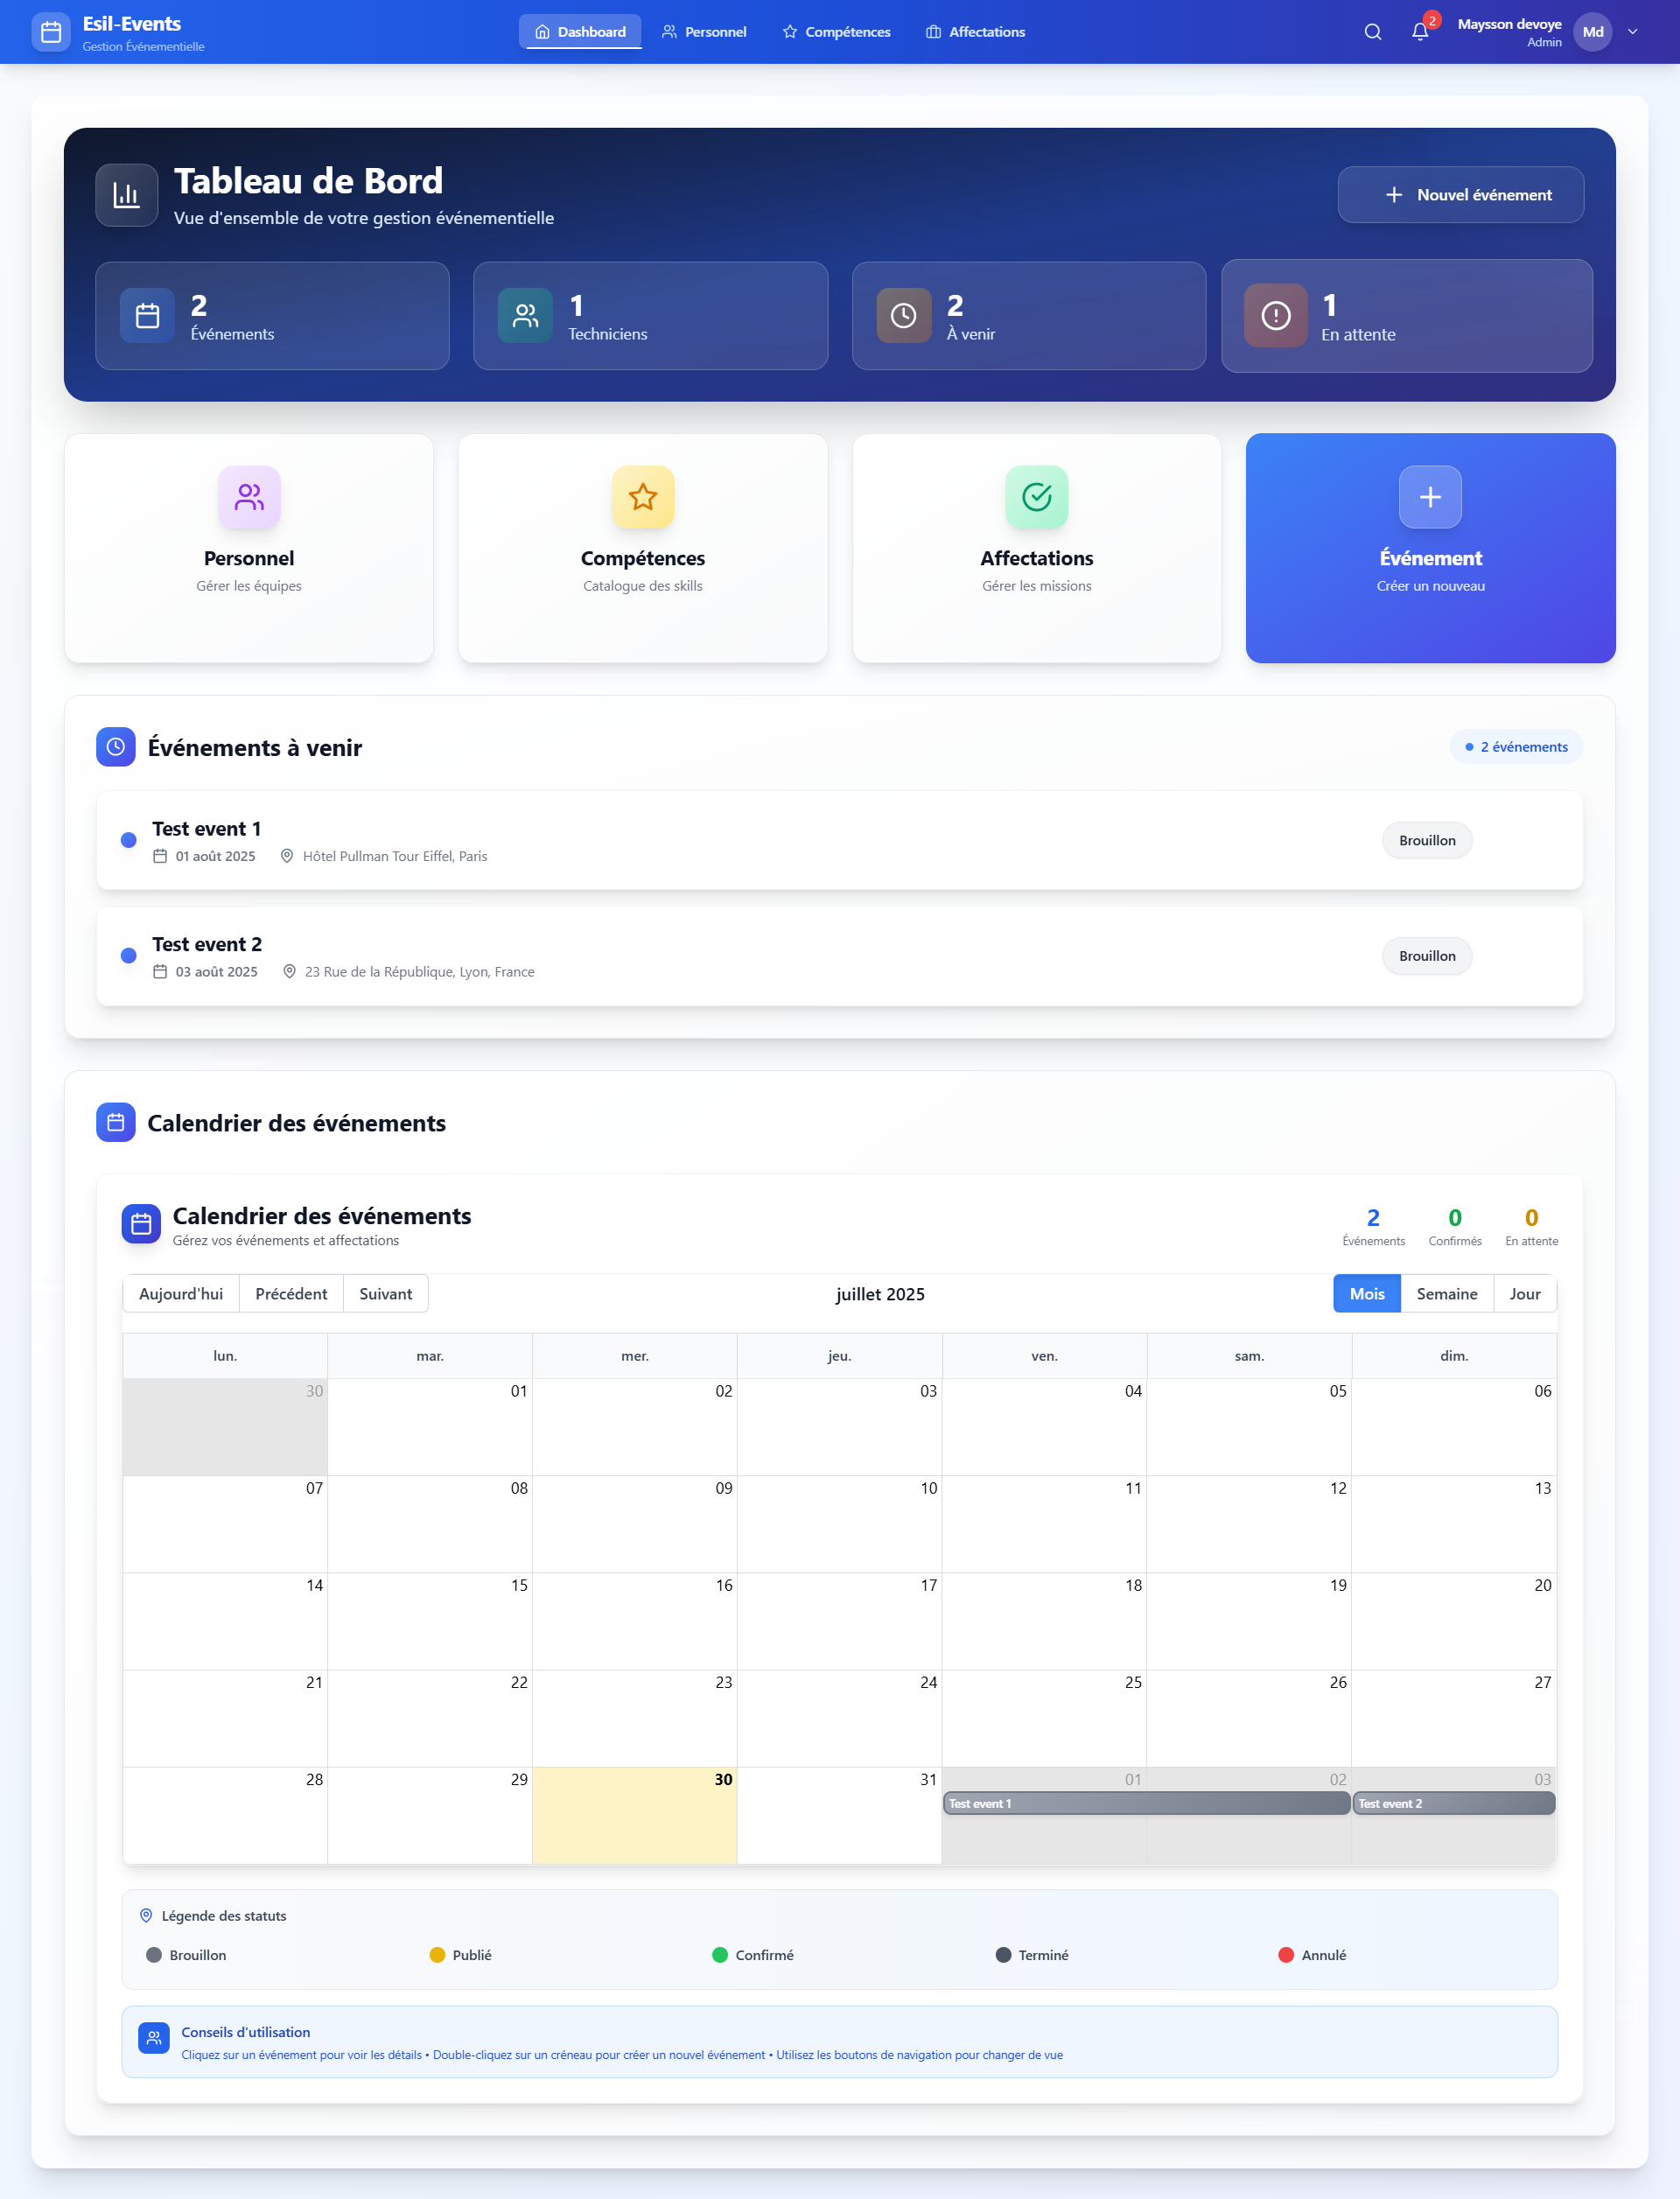 Esil-Events
Gestion Événementielle
Dashboard
Personnel
Compétences
Affectations
2
Maysson devoye
Admin
Md
Tableau de Bord
Vue d'ensemble de votre gestion événementielle
Nouvel événement
2
Événements
1
Techniciens
2
À venir
1
En attente
Personnel
Gérer les équipes
Compétences
Catalogue des skills
Affectations
Gérer les missions
Événement
Créer un nouveau
Événements à venir
2 événements
Test event 1
01 août 2025
Hôtel Pullman Tour Eiffel, Paris
Brouillon
Test event 2
03 août 2025
23 Rue de la République, Lyon, France
Brouillon
Calendrier des événements
Calendrier des événements
Gérez vos événements et affectations
2
Événements
0
Confirmés
0
En attente
Aujourd'hui
Précédent
Suivant
juillet 2025
Mois
Semaine
Jour
lun. mar. mer. jeu. ven. sam. dim.
30 01 02 03 04 05 06
07 08 09 10 11 12 13
14 15 16 17 18 19 20
21 22 23 24 25 26 27
28 29 30 31 01 02 03
Test event 1
Test event 2
Légende des statuts
Brouillon
Publié
Confirmé
Terminé
Annulé
Conseils d'utilisation
Cliquez sur un événement pour voir les détails • Double-cliquez sur un créneau pour créer un nouvel événement • Utilisez les boutons de navigation pour changer de vue